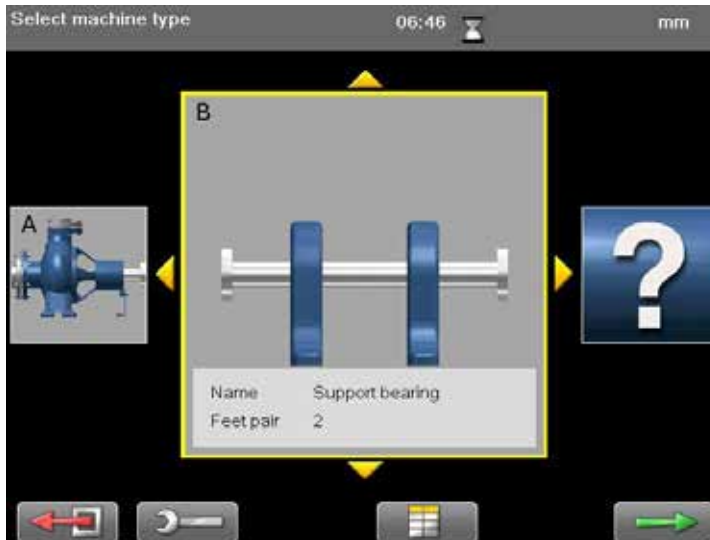 Select machine type 06:46 mm
B
A
?
Name Support bearing
Feet pair 2